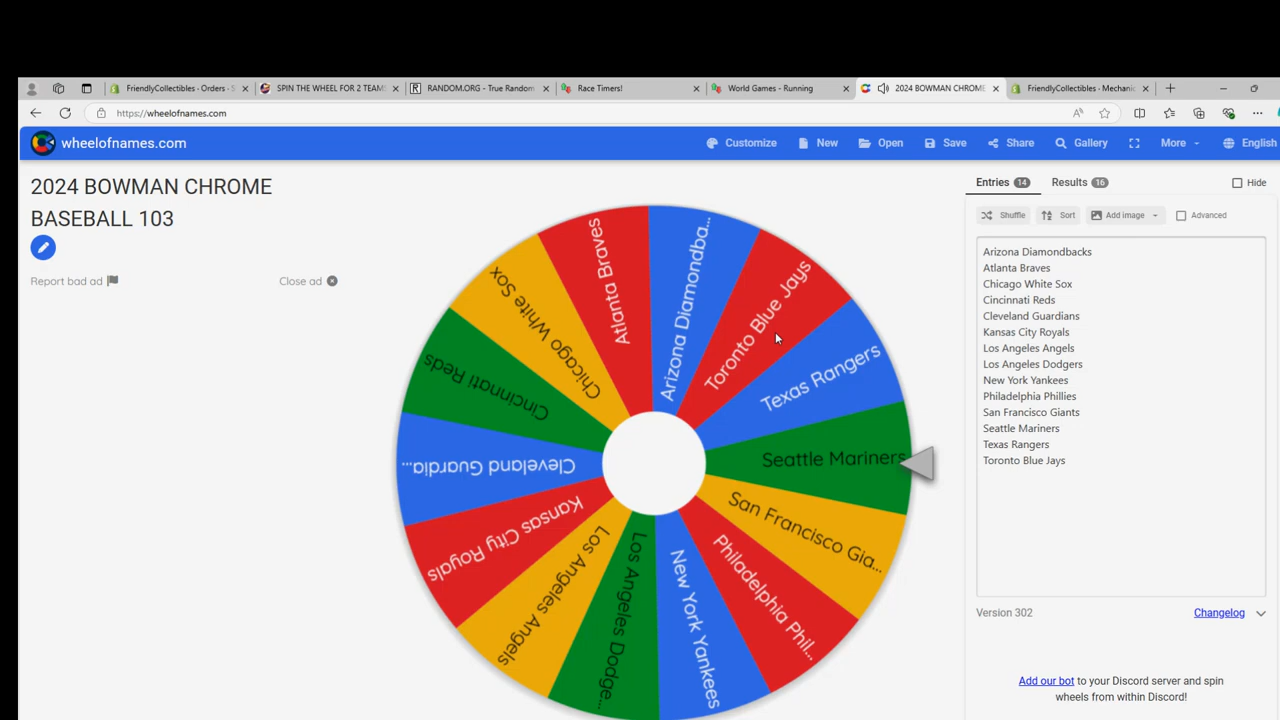 FriendlyCollectibles - Orders - S
SPIN THE WHEEL FOR 2 TEAM
RANDOM.ORG - True Random
Race Timers!
World Games - Running
2024 BOWMAN CHROME
FriendlyCollectibles - Mechanic
https://wheelofnames.com
wheelofnames.com
Customize
New
Open
Save
Share
Gallery
More
English
2024 BOWMAN CHROME
BASEBALL 103
Report bad ad
Close ad
Atlanta Braves
Arizona Diamondba...
Toronto Blue Jays
Texas Rangers
Seattle Mariners
San Francisco Gia...
Philadelphia Phil...
New York Yankees
Los Angeles Dodge...
Los Angeles Angels
Kansas City Royals
Cleveland Guardia...
Cincinnati Reds
Chicago White Sox
Entries 14
Results 16
Hide
Shuffle
Sort
Add image
Advanced
Arizona Diamondbacks
Atlanta Braves
Chicago White Sox
Cincinnati Reds
Cleveland Guardians
Kansas City Royals
Los Angeles Angels
Los Angeles Dodgers
New York Yankees
Philadelphia Phillies
San Francisco Giants
Seattle Mariners
Texas Rangers
Toronto Blue Jays
Version 302
Changelog
Add our bot to your Discord server and spin
wheels from within Discord!